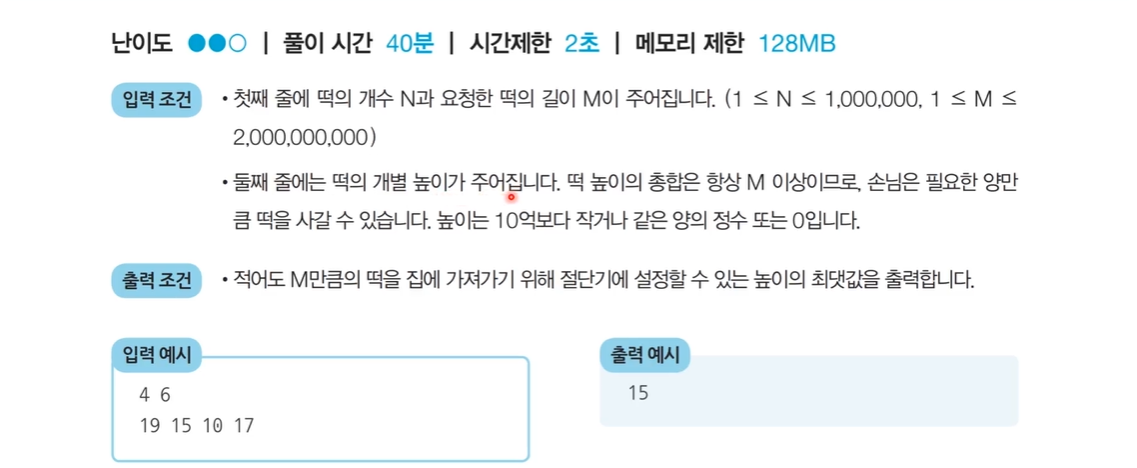 난이도 ●●○ | 풀이 시간 40분 | 시간제한 2초 | 메모리 제한 128MB
입력 조건 • 첫째 줄에 떡의 개수 N과 요청한 떡의 길이 M이 주어집니다. (1 ≤ N ≤ 1,000,000, 1 ≤ M ≤
2,000,000,000)
• 둘째 줄에는 떡의 개별 높이가 주어집니다. 떡 높이의 총합은 항상 M 이상이므로, 손님은 필요한 양만
큼 떡을 사갈 수 있습니다. 높이는 10억보다 작거나 같은 양의 정수 또는 0입니다.
출력 조건 • 적어도 M만큼의 떡을 집에 가져가기 위해 절단기에 설정할 수 있는 높이의 최댓값을 출력합니다.
입력 예시
4 6
19 15 10 17
출력 예시
15